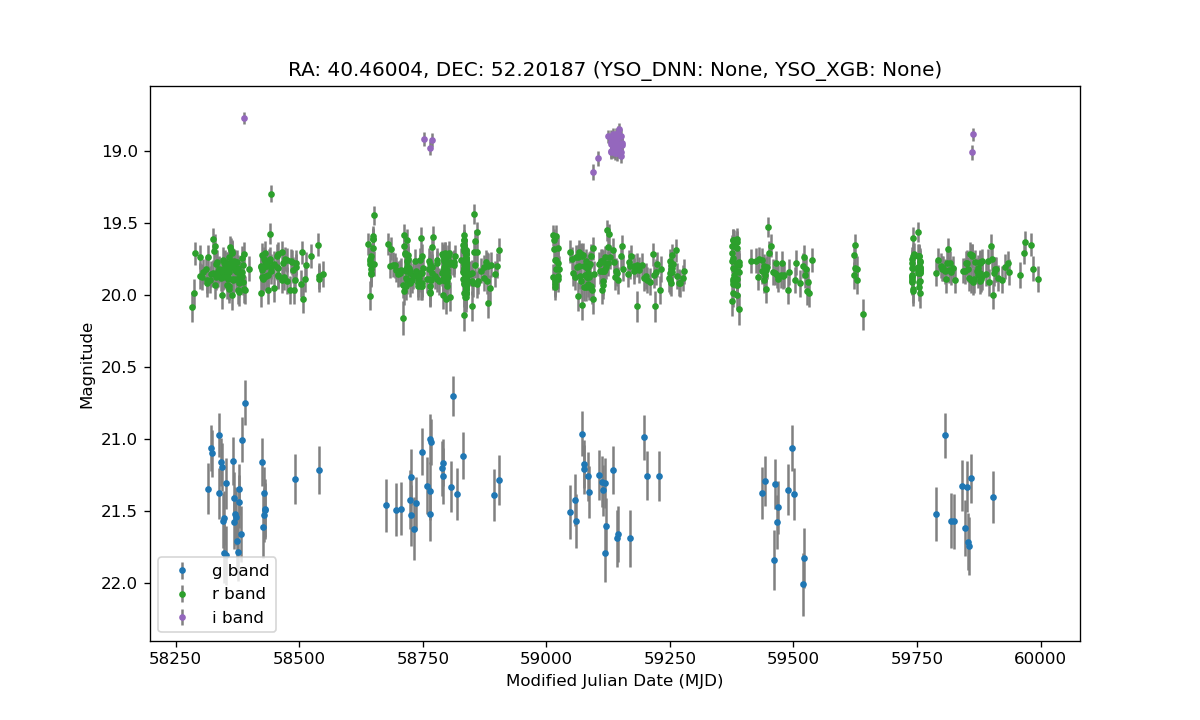 RA: 40.46004, DEC: 52.20187 (YSO_DNN: None, YSO_XGB: None)
Magnitude
19.0
19.5
20.0
20.5
21.0
21.5
22.0
g band
r band
i band
58250 58500 58750 59000 59250 59500 59750 60000
Modified Julian Date (MJD)